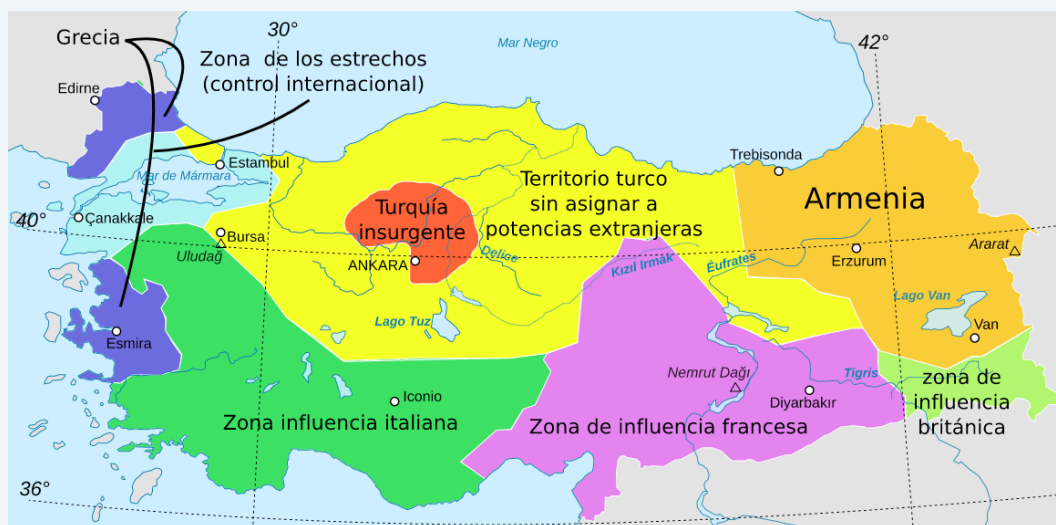 Grecia
30°
Mar Negro
42°
Zona de los estrechos
(control internacional)
Edirne
Estambul
Mar de Mármara
Trebisonda
Territorio turco
sin asignar a
potencias extranjeras
Armenia
Turquía
insurgente
Çanakkale
40°
Bursa
Uludağ
ANKARA
Delice
Kızıl Irmák
Éufrates
Erzurum
Ararat
Lago Van
Lago Tuz
Van
Esmira
Nemrut Dağı
Tigris
Diyarbakır
zona de
influencia
británica
Iconio
Zona influencia italiana
Zona de influencia francesa
36°